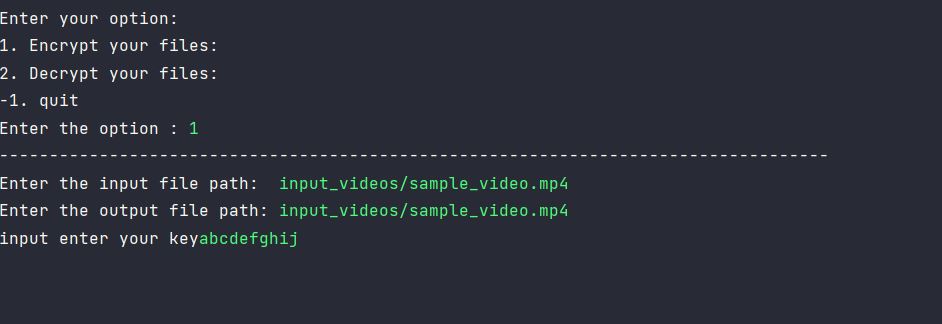 Enter your option:
1. Encrypt your files:
2. Decrypt your files:
-1. quit
Enter the option : 1
-----------------------------------------------------------------------------------
Enter the input file path:  input_videos/sample_video.mp4
Enter the output file path: input_videos/sample_video.mp4
input enter your keyabcdefghij